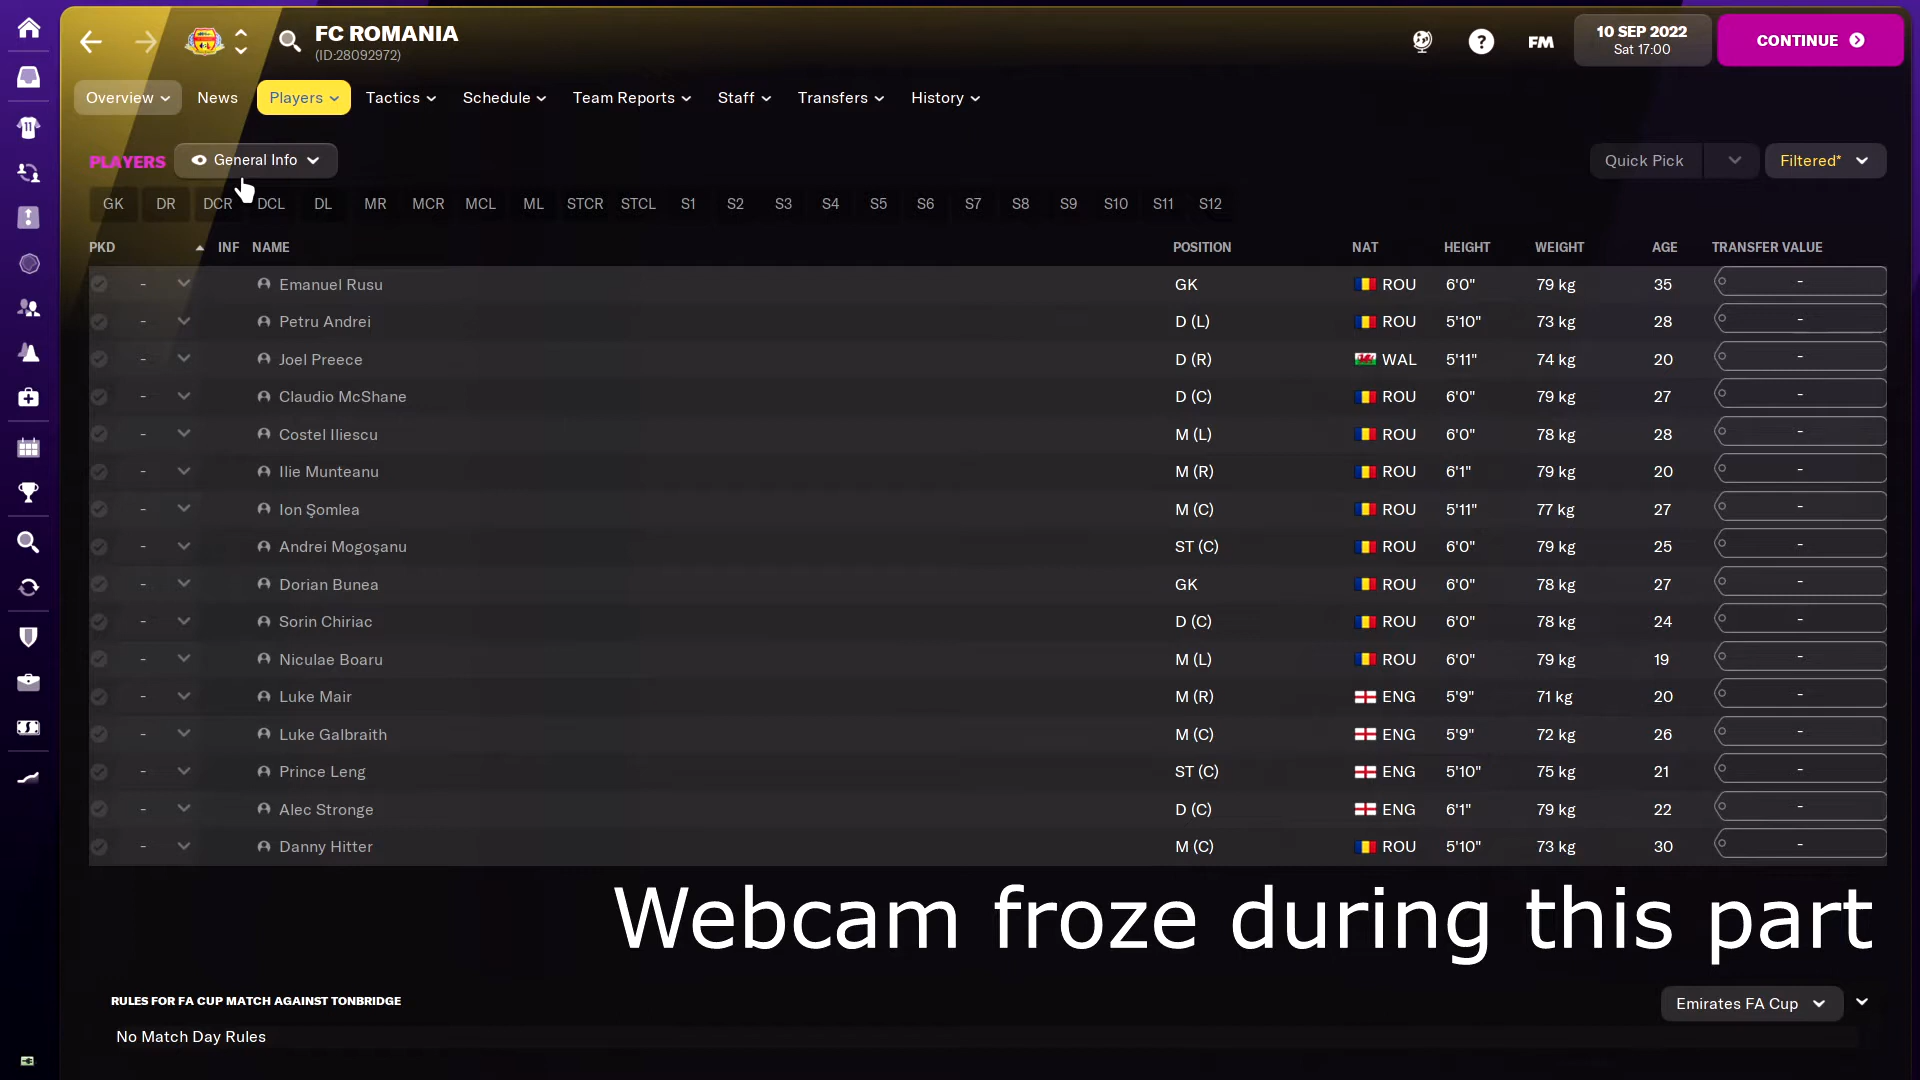 FC ROMANIA
(ID:28092972)
FM
10 SEP 2022
Sat 17:00
CONTINUE
Overview News Players Tactics Schedule Team Reports Staff Transfers History
PLAYERS General Info Quick Pick Filtered*
GK DR DCR DCL DL MR MCR MCL ML STCR STCL S1 S2 S3 S4 S5 S6 S7 S8 S9 S10 S11 S12
PKD INF NAME POSITION NAT HEIGHT WEIGHT AGE TRANSFER VALUE
- Emanuel Rusu GK ROU 6'0" 79 kg 35 -
- Petru Andrei D (L) ROU 5'10" 73 kg 28 -
- Joel Preece D (R) WAL 5'11" 74 kg 20 -
- Claudio McShane D (C) ROU 6'0" 79 kg 27 -
- Costel Iliescu M (L) ROU 6'0" 78 kg 28 -
- Ilie Munteanu M (R) ROU 6'1" 79 kg 20 -
- Ion Şomlea M (C) ROU 5'11" 77 kg 27 -
- Andrei Mogoşanu ST (C) ROU 6'0" 79 kg 25 -
- Dorian Bunea GK ROU 6'0" 78 kg 27 -
- Sorin Chiriac D (C) ROU 6'0" 78 kg 24 -
- Niculae Boaru M (L) ROU 6'0" 79 kg 19 -
- Luke Mair M (R) ENG 5'9" 71 kg 20 -
- Luke Galbraith M (C) ENG 5'9" 72 kg 26 -
- Prince Leng ST (C) ENG 5'10" 75 kg 21 -
- Alec Stronge D (C) ENG 6'1" 79 kg 22 -
- Danny Hitter M (C) ROU 5'10" 73 kg 30 -
Webcam froze during this part
RULES FOR FA CUP MATCH AGAINST TONBRIDGE
Emirates FA Cup
No Match Day Rules